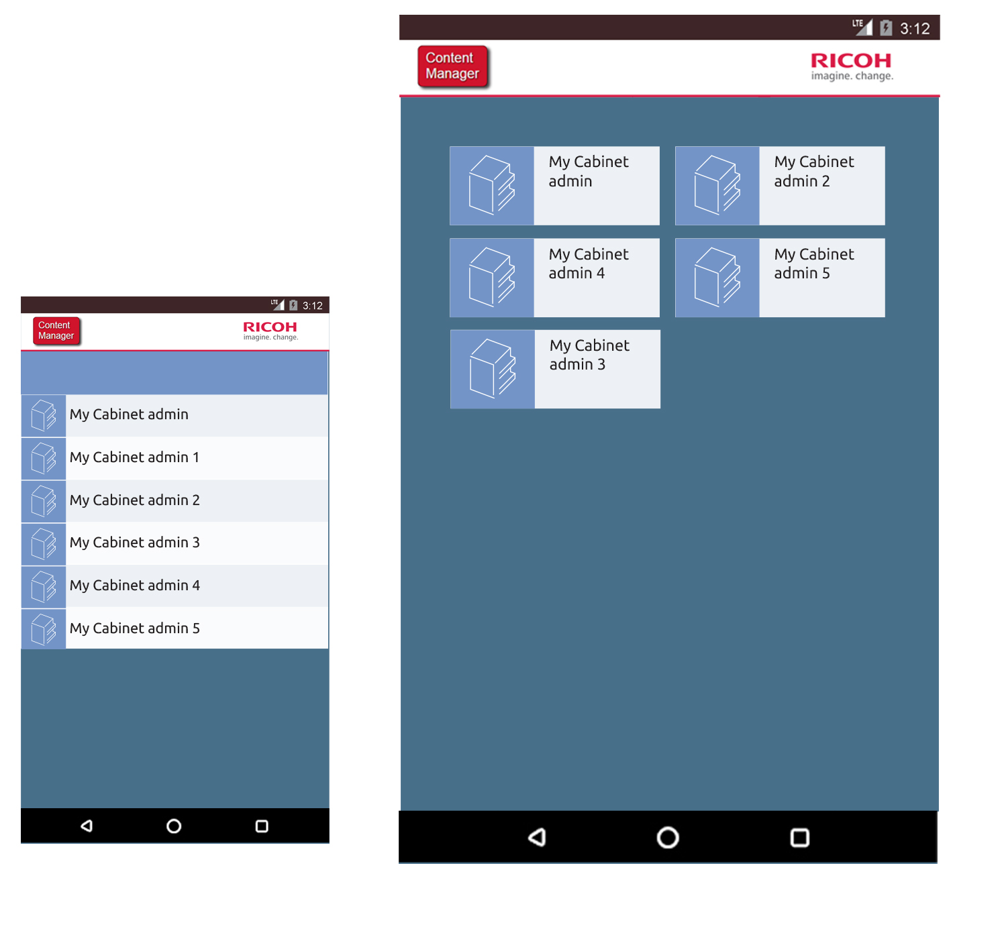 LTE 3:12
Content
Manager
RICOH
imagine. change.
My Cabinet admin
My Cabinet admin 1
My Cabinet admin 2
My Cabinet admin 3
My Cabinet admin 4
My Cabinet admin 5
LTE 3:12
Content
Manager
RICOH
imagine. change.
My Cabinet
admin
My Cabinet
admin 2
My Cabinet
admin 4
My Cabinet
admin 5
My Cabinet
admin 3